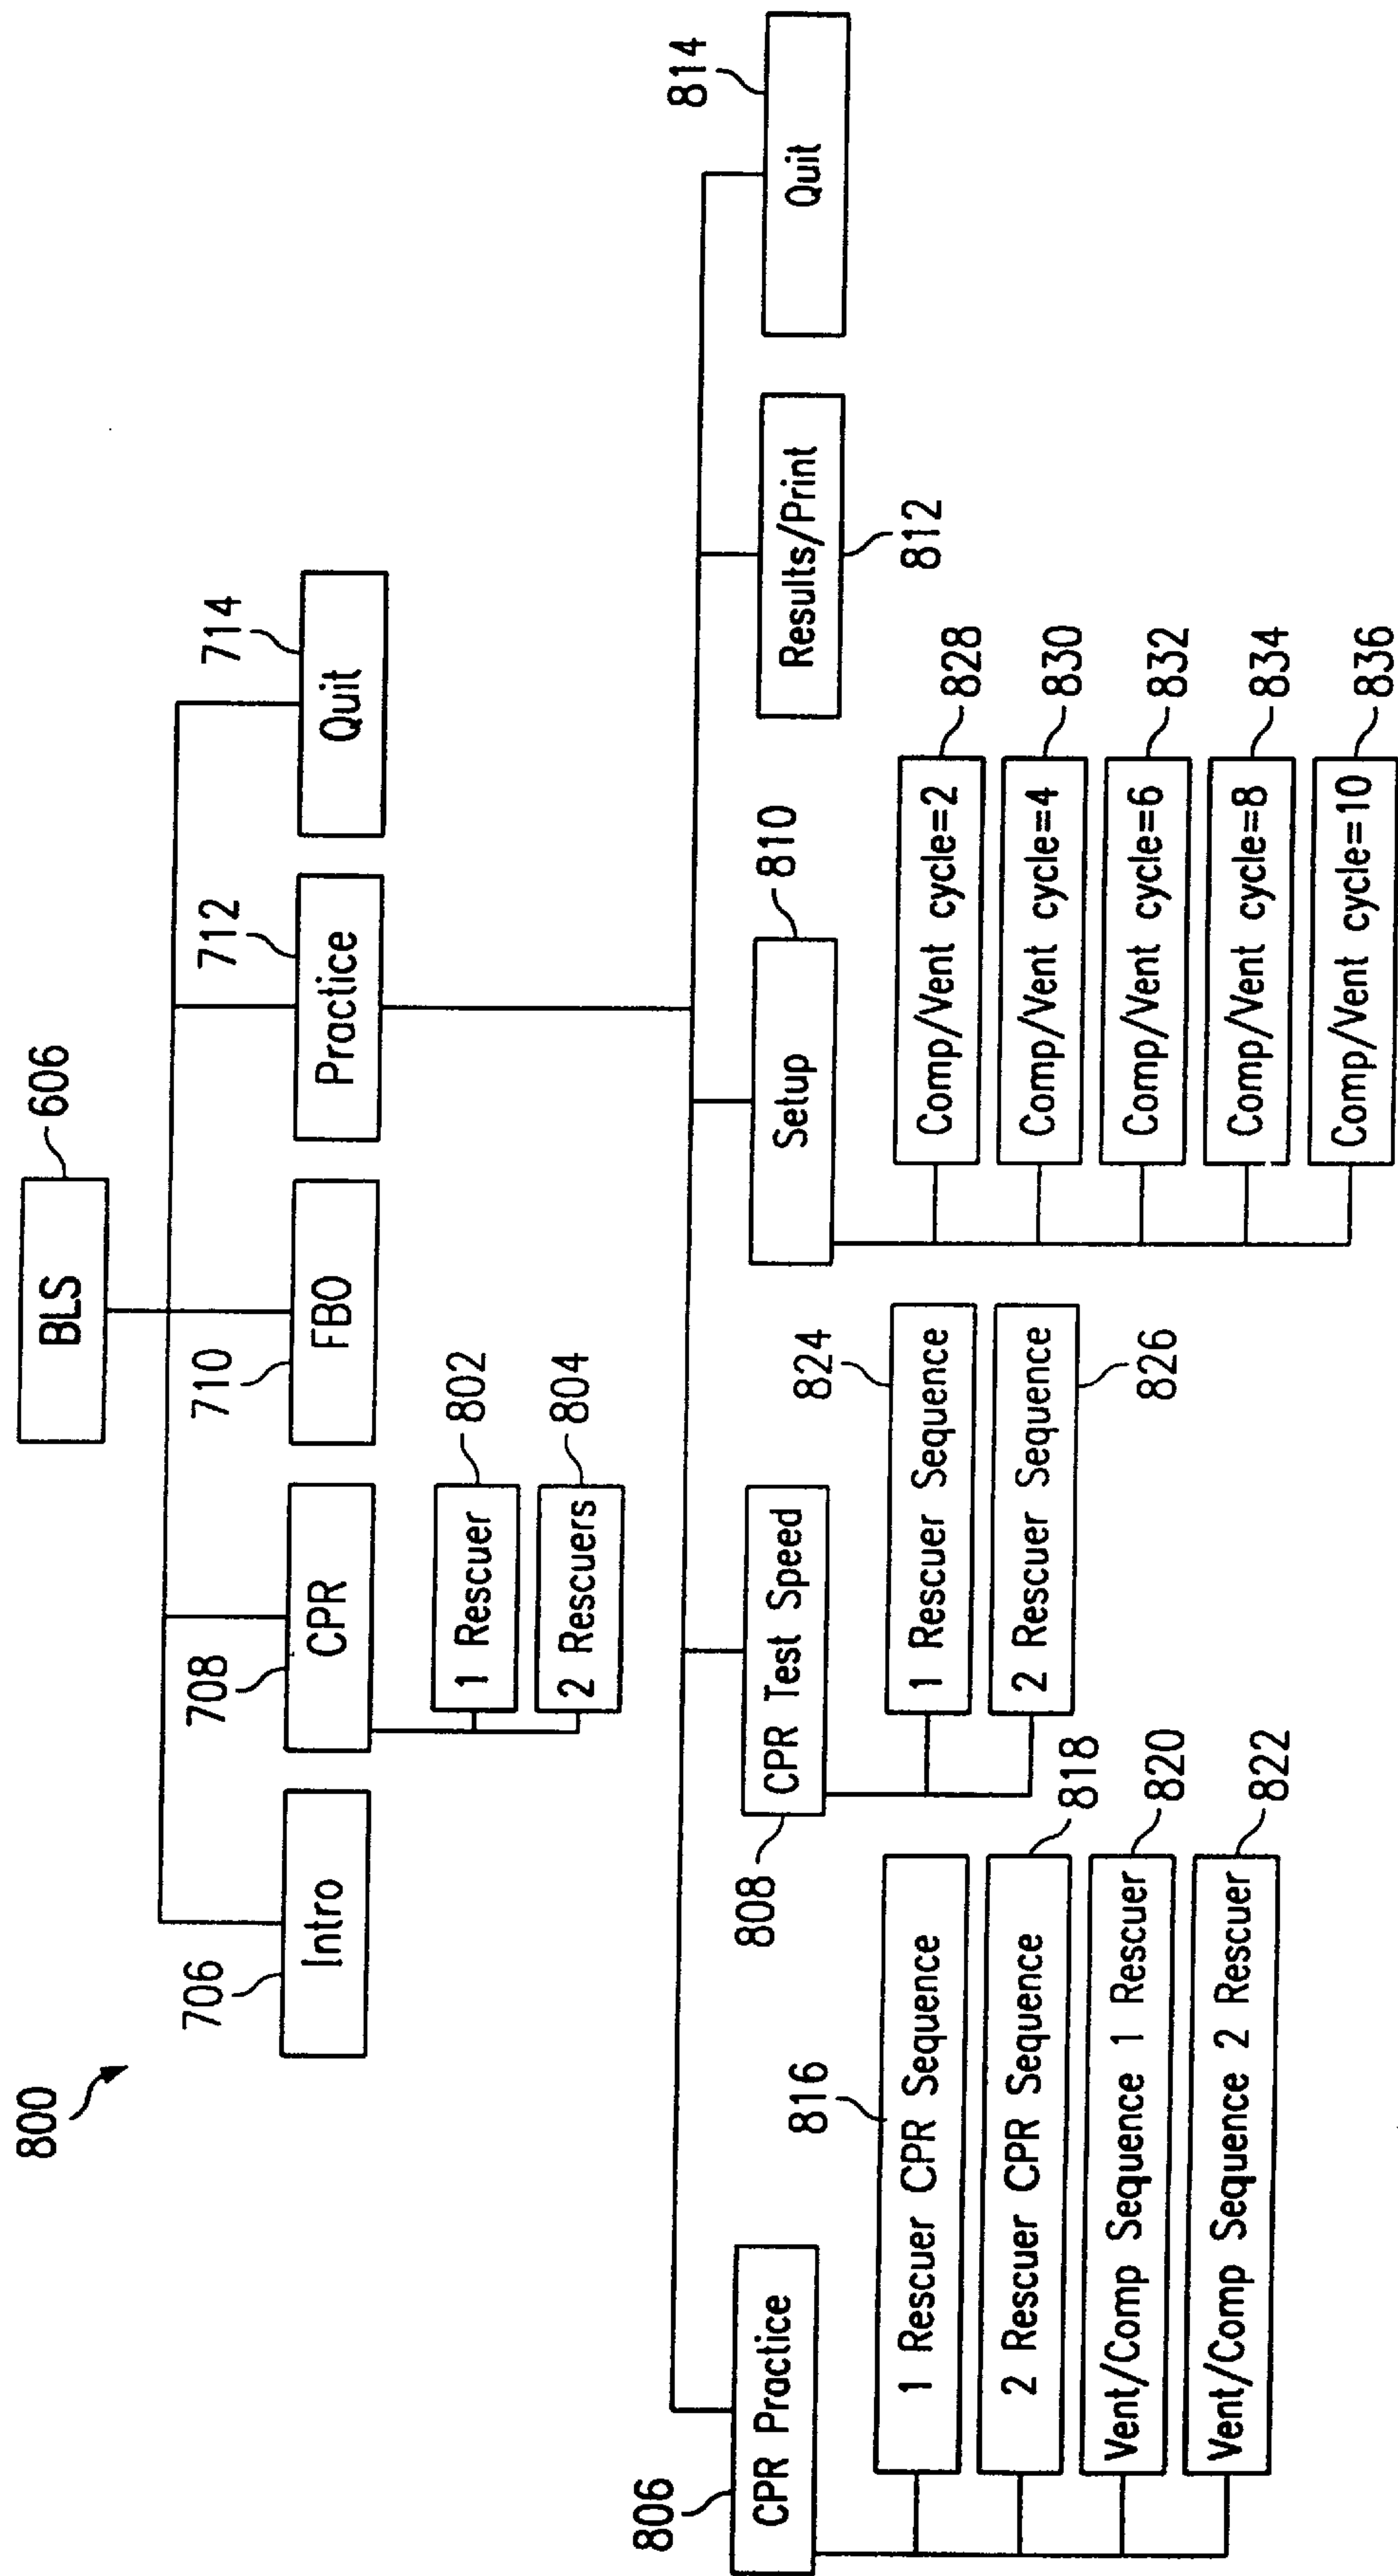 800
BLS
606
706
Intro
708
CPR
710
FBO
712
Practice
714
Quit
1 Rescuer
802
2 Rescuers
804
806
CPR Practice
808
CPR Test Speed
Setup
810
Results/Print
812
Quit
814
816
1 Rescuer CPR Sequence
2 Rescuer CPR Sequence
818
Vent/Comp Sequence 1 Rescuer
820
Vent/Comp Sequence 2 Rescuer
822
1 Rescuer Sequence
824
2 Rescuer Sequence
826
Comp/Vent cycle=2
828
Comp/Vent cycle=4
830
Comp/Vent cycle=6
832
Comp/Vent cycle=8
834
Comp/Vent cycle=10
836